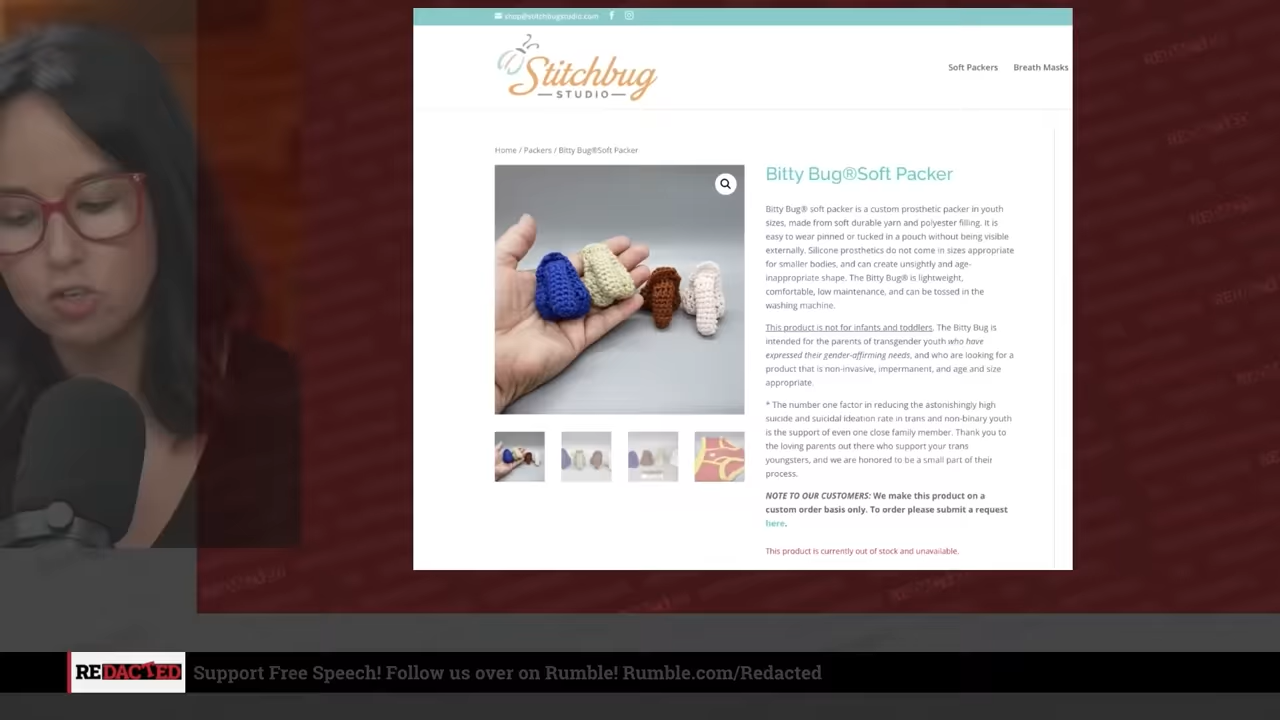 shop@stitchbugstudio.com
Stitchbug
STUDIO
Soft Packers Breath Masks
Home / Packers / Bitty Bug®Soft Packer
Bitty Bug®Soft Packer
Bitty Bug® soft packer is a custom prosthetic packer in youth
sizes, made from soft durable yarn and polyester filling. It is
easy to wear pinned or tucked in a pouch without being visible
externally. Silicone prosthetics do not come in sizes appropriate
for smaller bodies, and can create unsightly and age-
inappropriate shape. The Bitty Bug® is lightweight,
comfortable, low maintenance, and can be tossed in the
washing machine.
This product is not for infants and toddlers. The Bitty Bug is
intended for the parents of transgender youth who have
expressed their gender-affirming needs, and who are looking for a
product that is non-invasive, impermanent, and age and size
appropriate.
* The number one factor in reducing the astonishingly high
suicide and suicidal ideation rate in trans and non-binary youth
is the support of even one close family member. Thank you to
the loving parents out there who support your trans
youngsters, and we are honored to be a small part of their
process.
NOTE TO OUR CUSTOMERS: We make this product on a
custom order basis only. To order please submit a request
here.
This product is currently out of stock and unavailable.
REDACTED Support Free Speech! Follow us over on Rumble! Rumble.com/Redacted